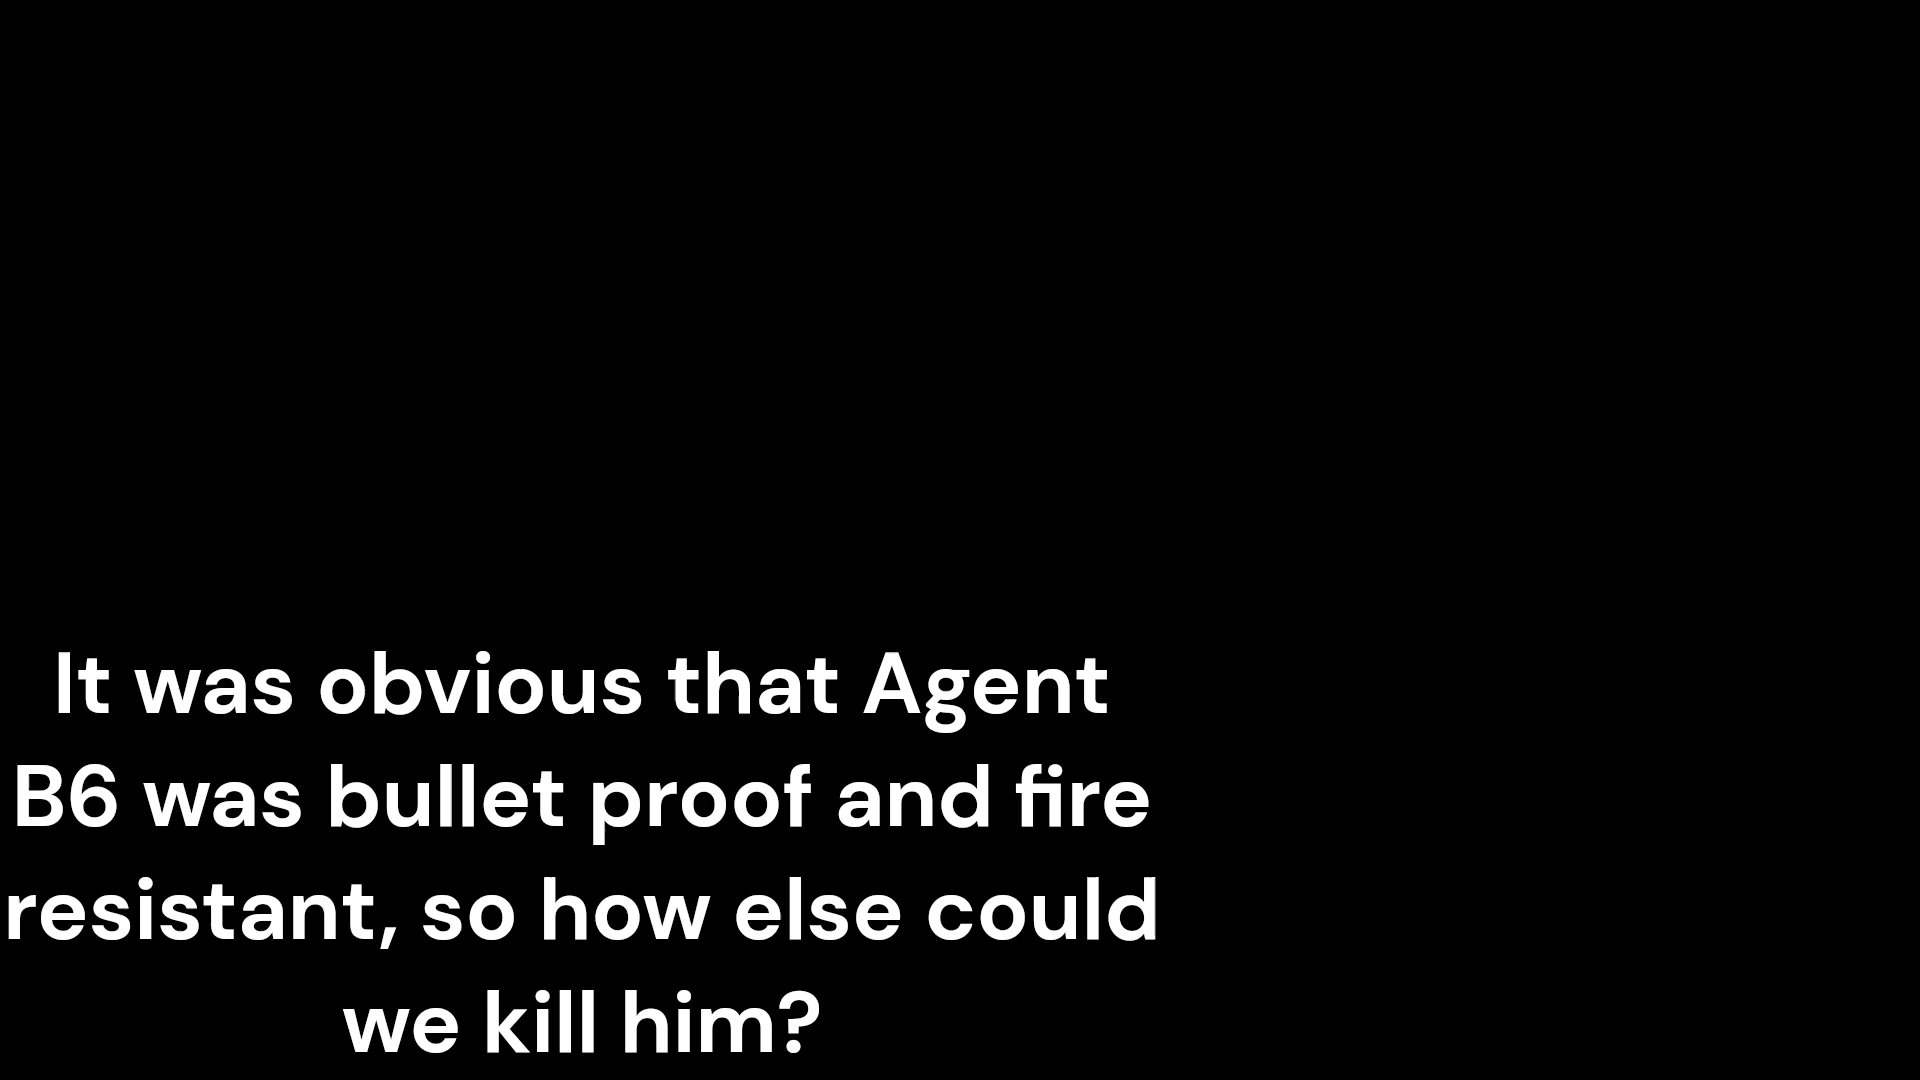 It was obvious that Agent
B6 was bullet proof and fire
resistant, so how else could
we kill him?